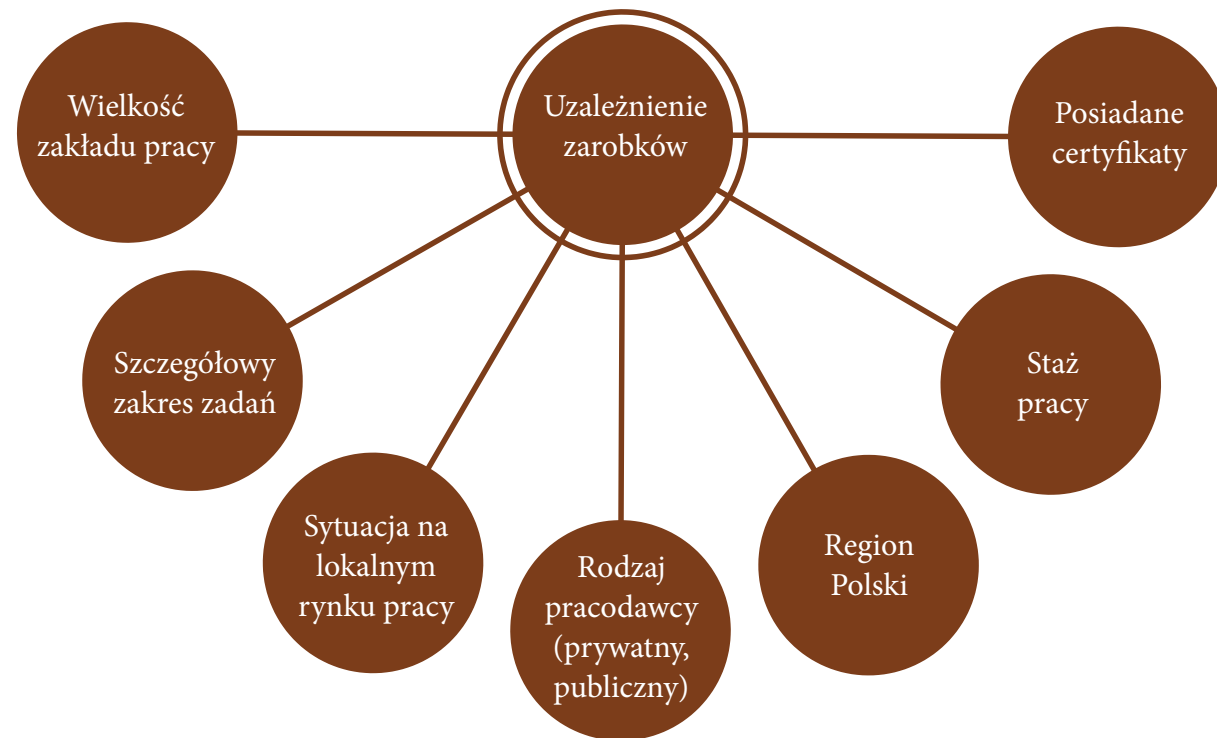 Wielkość
zakładu pracy
Uzależnienie
zarobków
Posiadane
certyfikaty
Szczegółowy
zakres zadań
Staż
pracy
Sytuacja na
lokalnym
rynku pracy
Rodzaj
pracodawcy
(prywatny,
publiczny)
Region
Polski